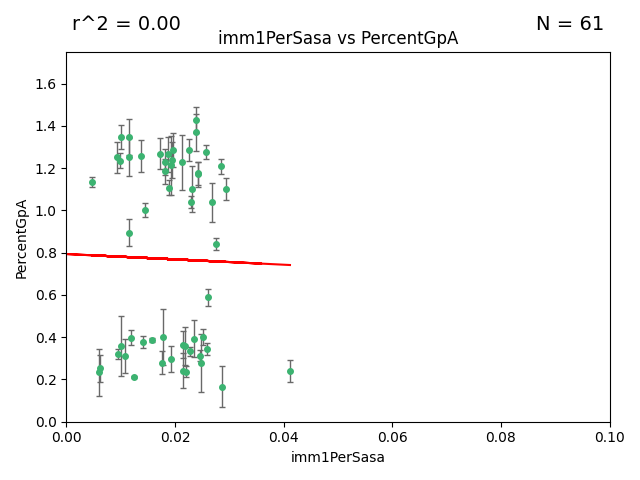 r^2 = 0.00
N = 61
imm1PerSasa vs PercentGpA
PercentGpA
1.6
1.4
1.2
1.0
0.8
0.6
0.4
0.2
0.0
0.00 0.02 0.04 0.06 0.08 0.10
imm1PerSasa